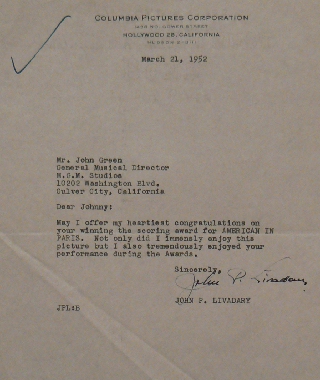 COLUMBIA PICTURES CORPORATION
HOLLYWOOD 28, CALIFORNIA
March 21, 1952
Mr. John Green
General Musical Director
M.G.M. Studios
10202 Washington Blvd.
Culver City, California
Dear Johnny:
May I offer my heartiest congratulations on
your winning the scoring award for AMERICAN IN
PARIS. Not only did I immensly enjoy this
picture but I also tremendously enjoyed your
performance during the Awards.
Sincerely,
John P. Livadary
JOHN P. LIVADARY
JPL:B